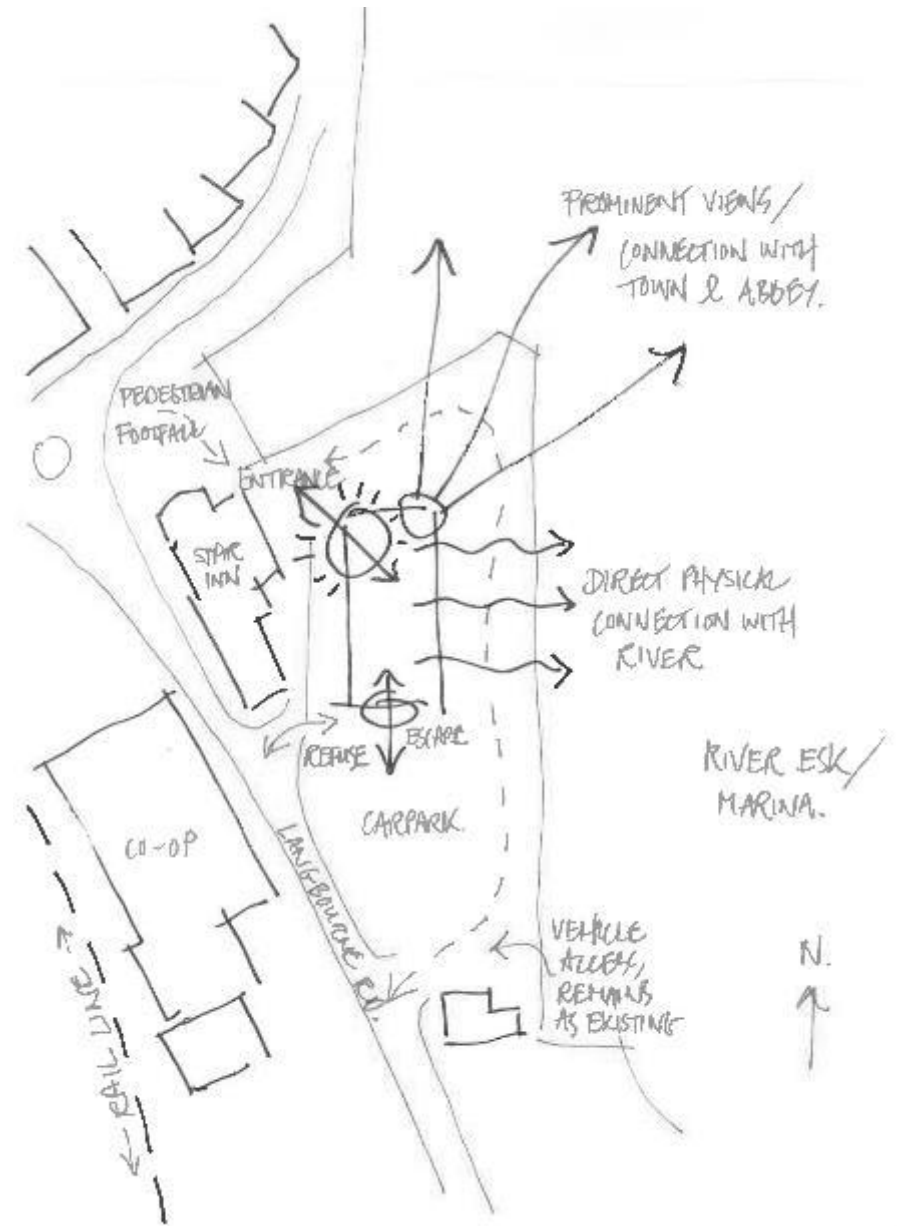 PROMINENT VIEWS /
CONNECTION WITH
TOWN & ABBEY.
PEDESTRIAN
FOOTFALL
ENTRANCE
STAR
INN
DIRECT PHYSICAL
CONNECTION WITH
RIVER
REFUSE
ESCAPE
RIVER ESK /
MARINA.
CARPARK.
CO-OP
LANGBOURNE RD.
VEHICLE
ACCESS,
REMAINS
AS EXISTING
N.
RAIL LINE